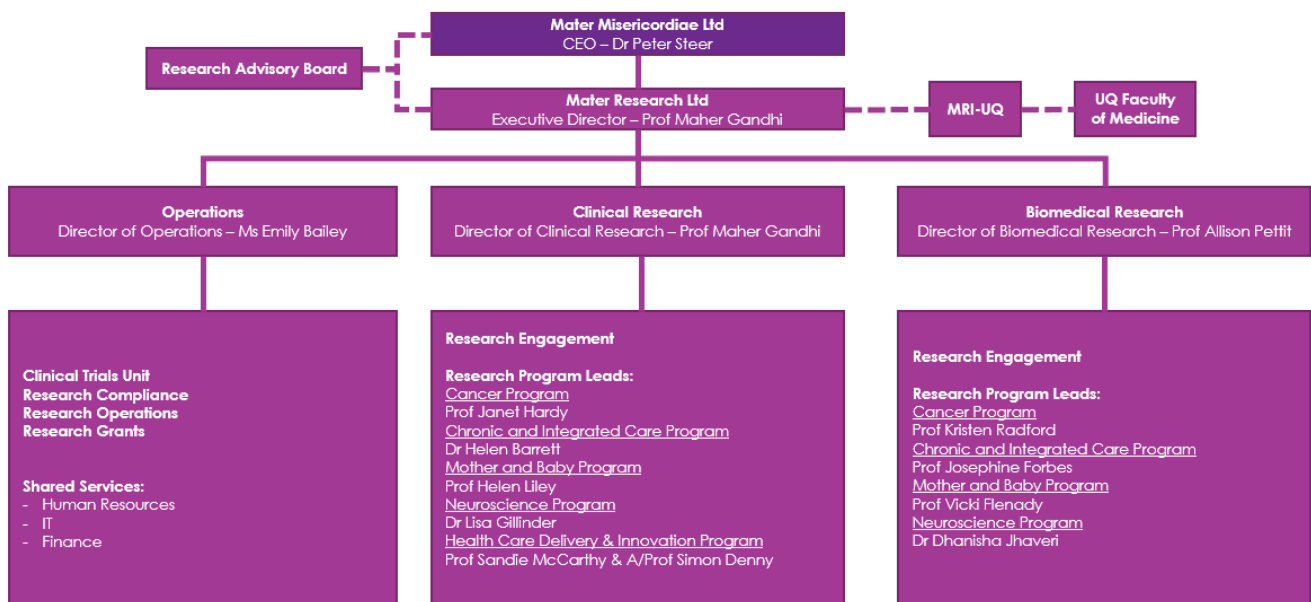 Mater Misericordiae Ltd
CEO – Dr Peter Steer
Research Advisory Board
Mater Research Ltd
Executive Director – Prof Maher Gandhi
MRI-UQ
UQ Faculty
of Medicine
Operations
Director of Operations – Ms Emily Bailey
Clinical Research
Director of Clinical Research – Prof Maher Gandhi
Biomedical Research
Director of Biomedical Research – Prof Allison Pettit
Clinical Trials Unit
Research Compliance
Research Operations
Research Grants
Shared Services:
- Human Resources
- IT
- Finance
Research Engagement
Research Program Leads:
Cancer Program
Prof Janet Hardy
Chronic and Integrated Care Program
Dr Helen Barrett
Mother and Baby Program
Prof Helen Liley
Neuroscience Program
Dr Lisa Gillinder
Health Care Delivery & Innovation Program
Prof Sandie McCarthy & A/Prof Simon Denny
Research Engagement
Research Program Leads:
Cancer Program
Prof Kristen Radford
Chronic and Integrated Care Program
Prof Josephine Forbes
Mother and Baby Program
Prof Vicki Flenady
Neuroscience Program
Dr Dhanisha Jhaveri